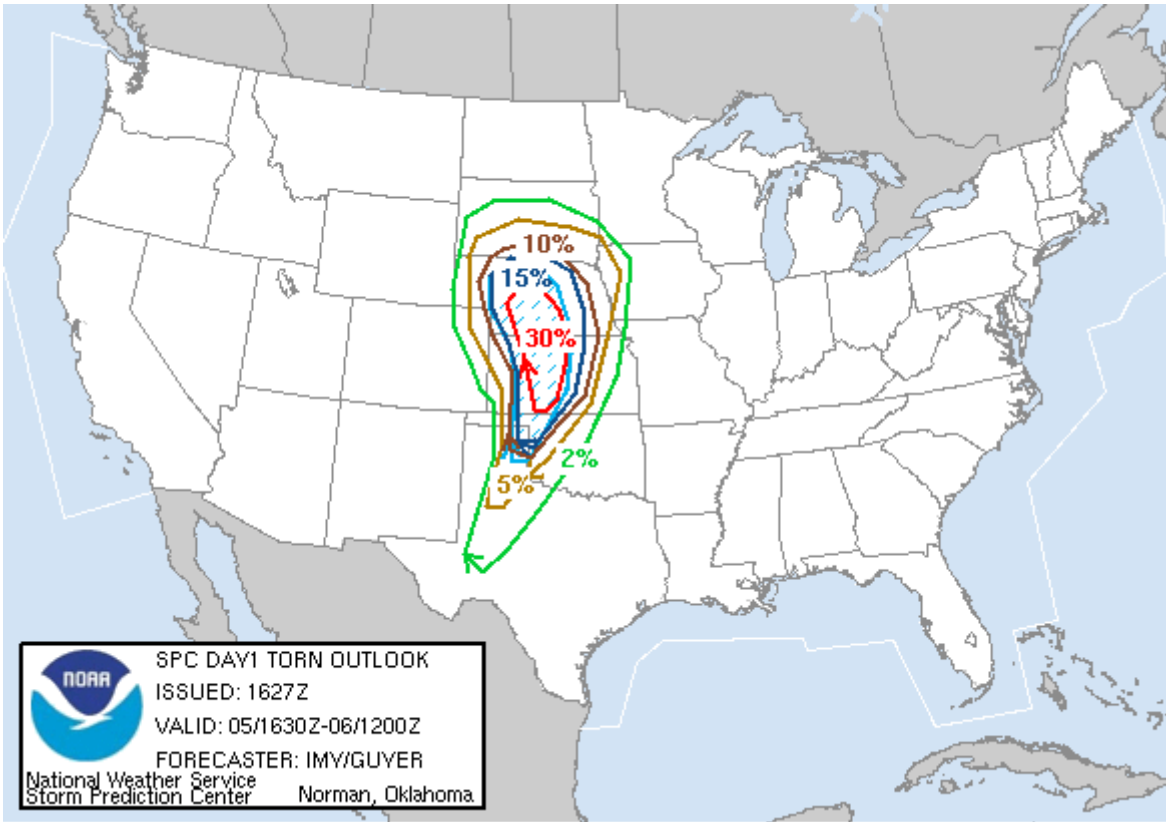 10%
15%
30%
2%
5%
NOAA
SPC DAY1 TORN OUTLOOK
ISSUED: 1627Z
VALID: 05/1630Z-06/1200Z
FORECASTER: IMY/GUYER
National Weather Service
Storm Prediction Center Norman, Oklahoma